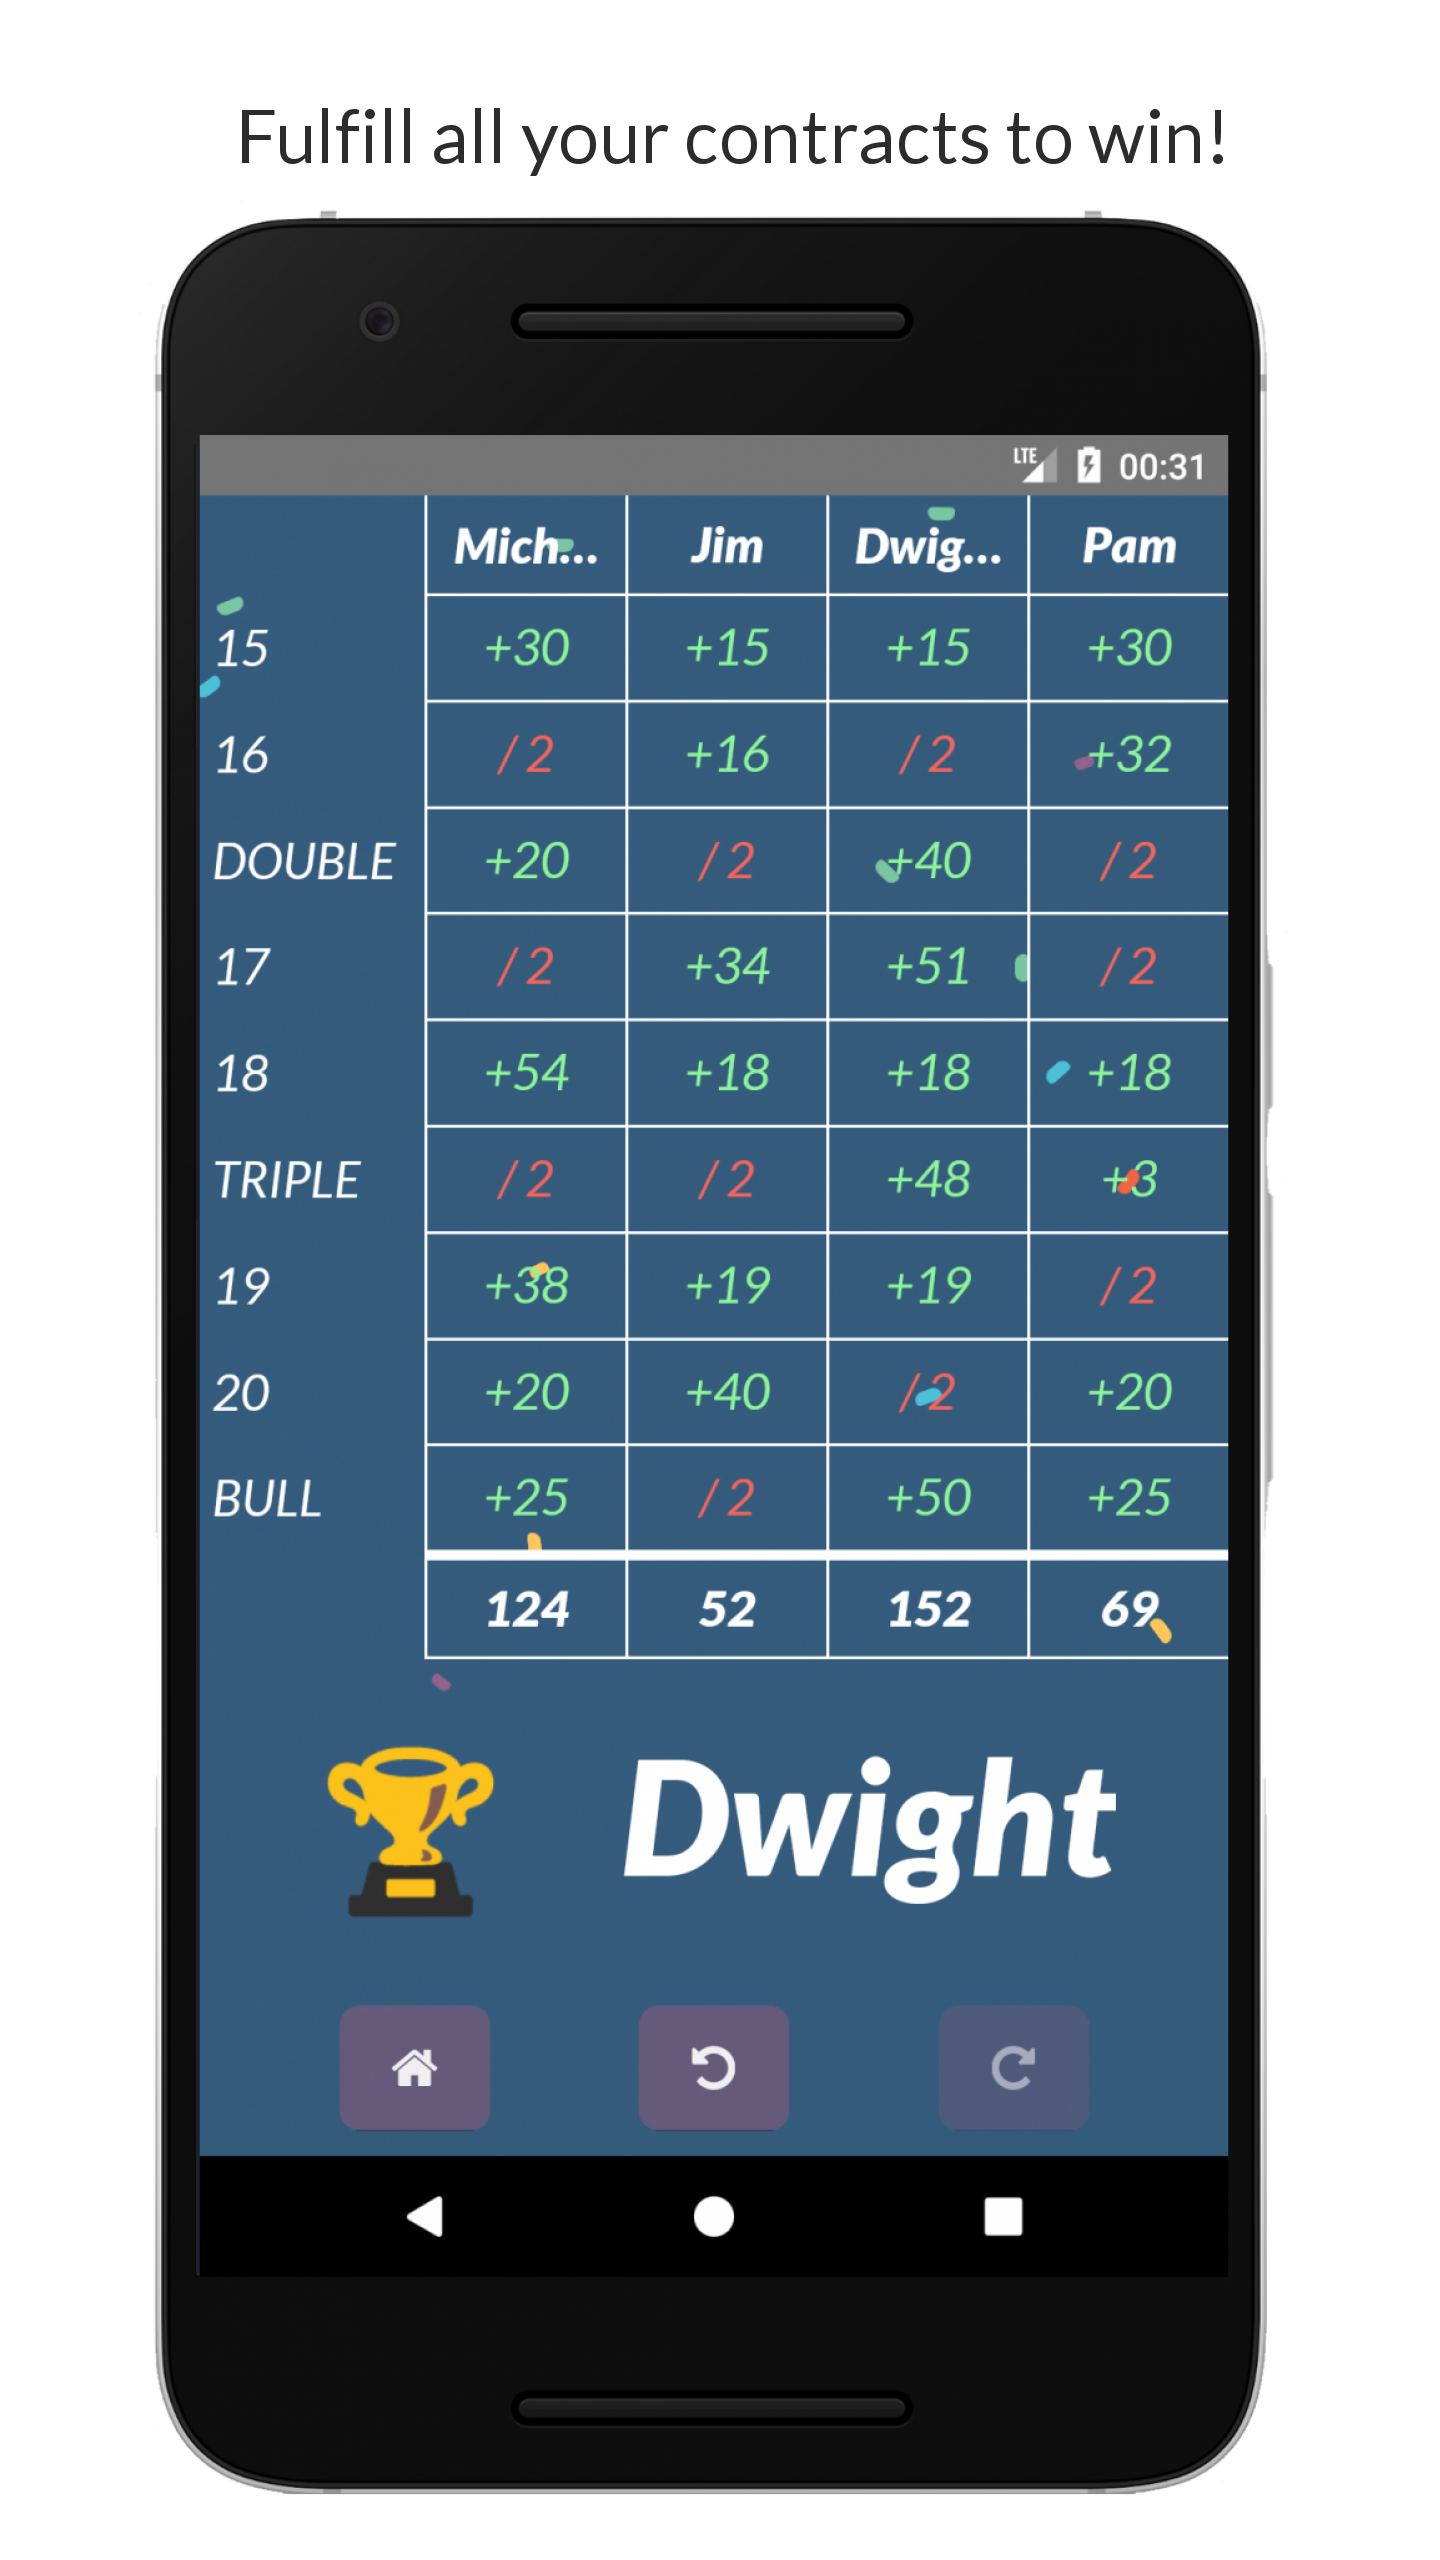 Fulfill all your contracts to win!
LTE 00:31
Mich... Jim Dwig... Pam
15 +30 +15 +15 +30
16 / 2 +16 / 2 +32
DOUBLE +20 / 2 +40 / 2
17 / 2 +34 +51 / 2
18 +54 +18 +18 +18
TRIPLE / 2 / 2 +48 +3
19 +38 +19 +19 / 2
20 +20 +40 / 2 +20
BULL +25 / 2 +50 +25
124 52 152 69
Dwight